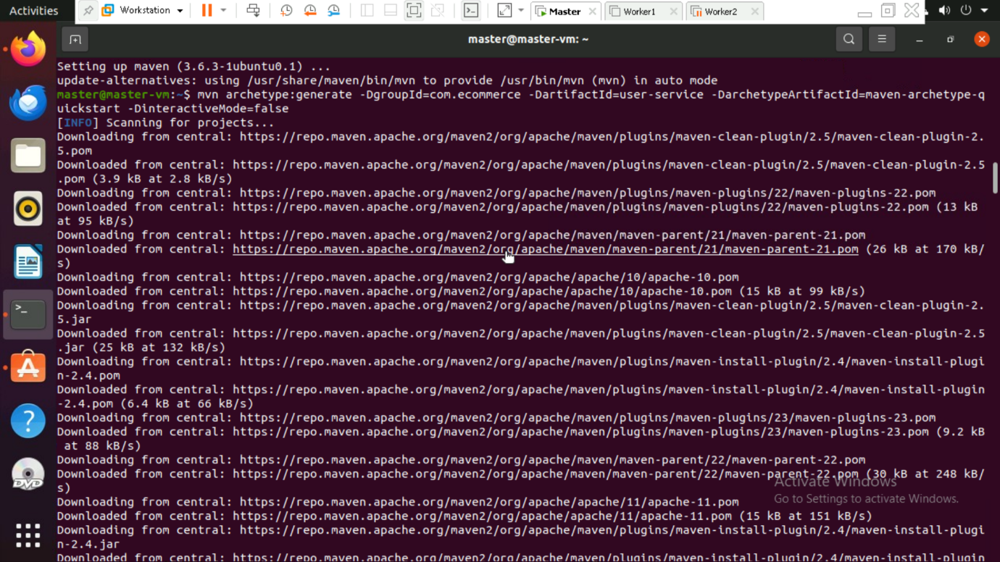 Activities
Workstation
Master
Worker1
Worker2
master@master-vm: ~
Setting up maven (3.6.3-1ubuntu0.1) ...
update-alternatives: using /usr/share/maven/bin/mvn to provide /usr/bin/mvn (mvn) in auto mode
master@master-vm:~$ mvn archetype:generate -DgroupId=com.ecommerce -DartifactId=user-service -DarchetypeArtifactId=maven-archetype-q
uickstart -DinteractiveMode=false
[INFO] Scanning for projects...
Downloading from central: https://repo.maven.apache.org/maven2/org/apache/maven/plugins/maven-clean-plugin/2.5/maven-clean-plugin-2.
5.pom
Downloaded from central: https://repo.maven.apache.org/maven2/org/apache/maven/plugins/maven-clean-plugin/2.5/maven-clean-plugin-2.5
.pom (3.9 kB at 2.8 kB/s)
Downloading from central: https://repo.maven.apache.org/maven2/org/apache/maven/plugins/maven-plugins/22/maven-plugins-22.pom
Downloaded from central: https://repo.maven.apache.org/maven2/org/apache/maven/plugins/maven-plugins/22/maven-plugins-22.pom (13 kB
at 95 kB/s)
Downloading from central: https://repo.maven.apache.org/maven2/org/apache/maven/maven-parent/21/maven-parent-21.pom
Downloaded from central: https://repo.maven.apache.org/maven2/org/apache/maven/maven-parent/21/maven-parent-21.pom (26 kB at 170 kB/
s)
Downloading from central: https://repo.maven.apache.org/maven2/org/apache/apache/10/apache-10.pom
Downloaded from central: https://repo.maven.apache.org/maven2/org/apache/apache/10/apache-10.pom (15 kB at 99 kB/s)
Downloading from central: https://repo.maven.apache.org/maven2/org/apache/maven/plugins/maven-clean-plugin/2.5/maven-clean-plugin-2.
5.jar
Downloaded from central: https://repo.maven.apache.org/maven2/org/apache/maven/plugins/maven-clean-plugin/2.5/maven-clean-plugin-2.5
.jar (25 kB at 132 kB/s)
Downloading from central: https://repo.maven.apache.org/maven2/org/apache/maven/plugins/maven-install-plugin/2.4/maven-install-plugi
n-2.4.pom
Downloaded from central: https://repo.maven.apache.org/maven2/org/apache/maven/plugins/maven-install-plugin/2.4/maven-install-plugin
-2.4.pom (6.4 kB at 66 kB/s)
Downloading from central: https://repo.maven.apache.org/maven2/org/apache/maven/plugins/maven-plugins/23/maven-plugins-23.pom
Downloaded from central: https://repo.maven.apache.org/maven2/org/apache/maven/plugins/maven-plugins/23/maven-plugins-23.pom (9.2 kB
at 88 kB/s)
Downloading from central: https://repo.maven.apache.org/maven2/org/apache/maven/maven-parent/22/maven-parent-22.pom
Downloaded from central: https://repo.maven.apache.org/maven2/org/apache/maven/maven-parent/22/maven-parent-22.pom (30 kB at 248 kB/
s)
Downloading from central: https://repo.maven.apache.org/maven2/org/apache/apache/11/apache-11.pom
Downloaded from central: https://repo.maven.apache.org/maven2/org/apache/apache/11/apache-11.pom (15 kB at 151 kB/s)
Downloading from central: https://repo.maven.apache.org/maven2/org/apache/maven/plugins/maven-install-plugin/2.4/maven-install-plugi
n-2.4.jar
Downloaded from central: https://repo.maven.apache.org/maven2/org/apache/maven/plugins/maven-install-plugin/2.4/maven-install-plugin
Activate Windows
Go to Settings to activate Windows.
DVD